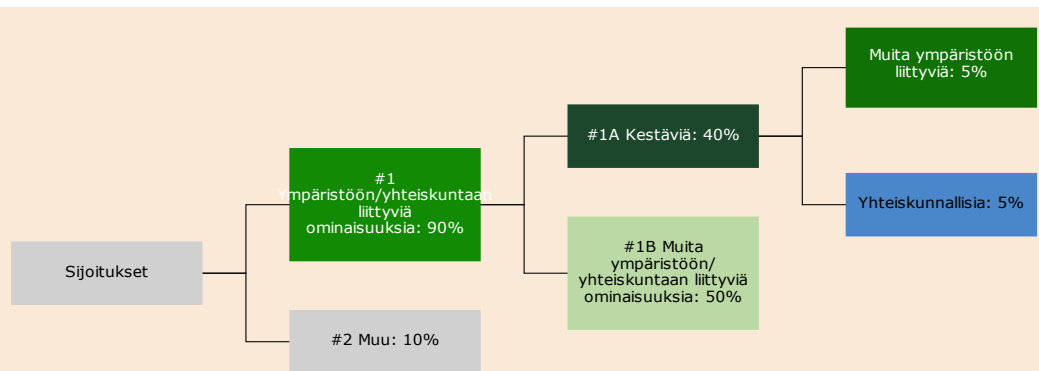 Sijoitukset
#1
Ympäristöön/yhteiskuntaan
liittyviä
ominaisuuksia: 90%
#2 Muu: 10%
#1A Kestäviä: 40%
#1B Muita
ympäristöön/
yhteiskuntaan liittyviä
ominaisuuksia: 50%
Muita ympäristöön
liittyviä: 5%
Yhteiskunnallisia: 5%